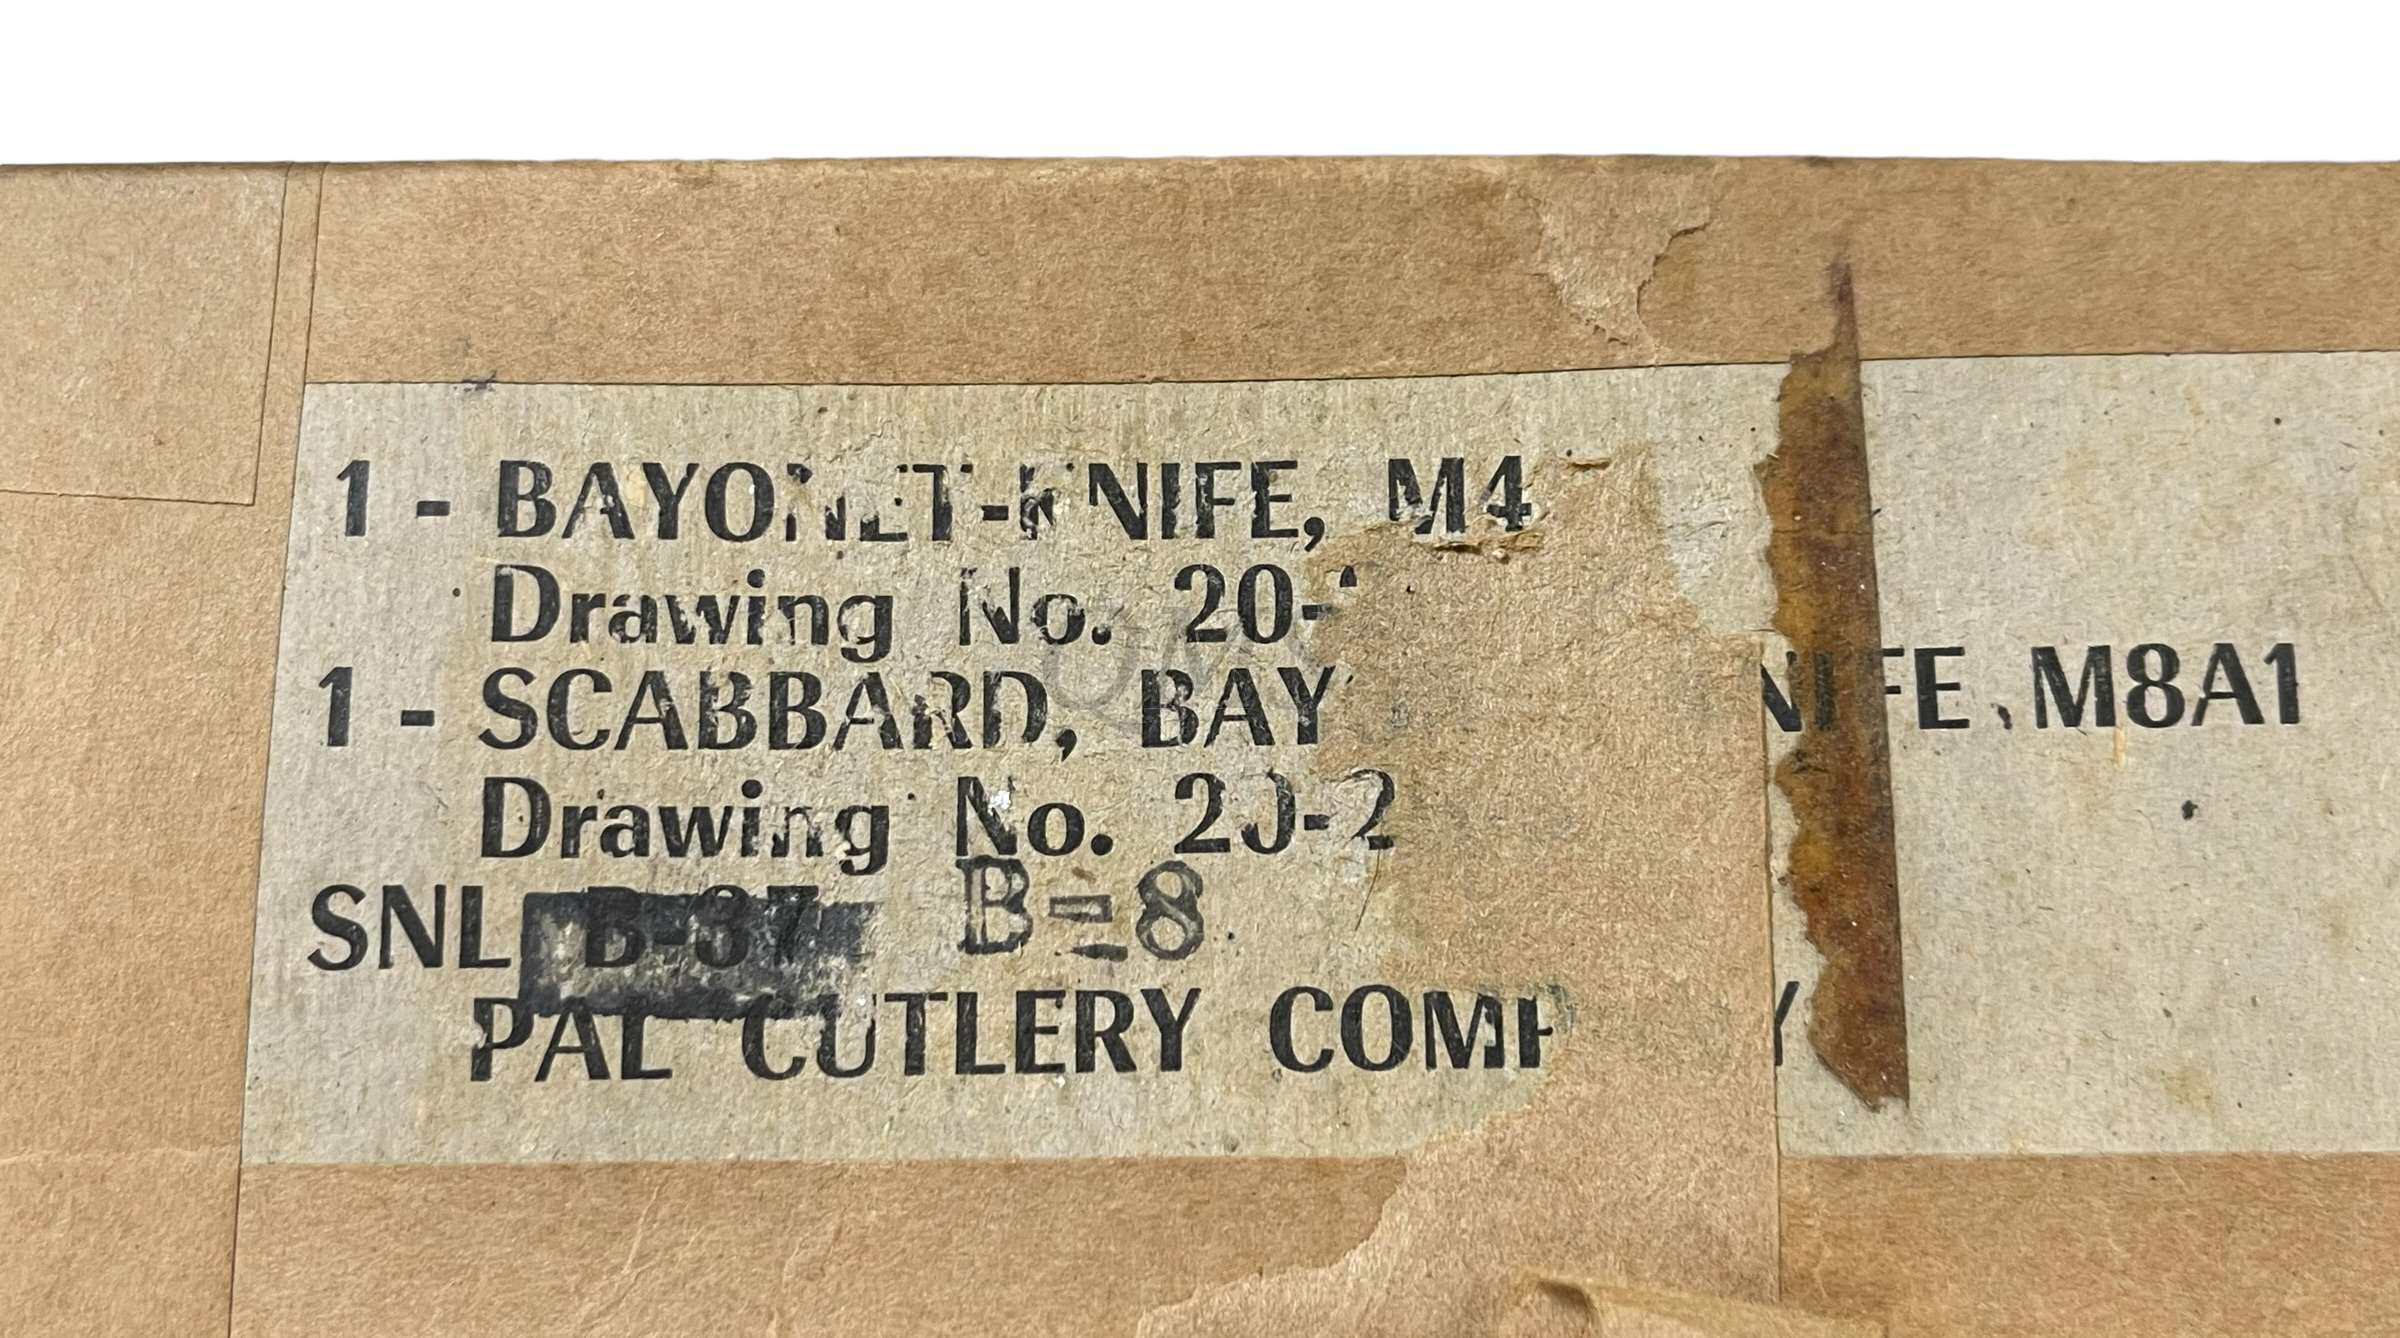 1 - BAYONET-KNIFE, M4
Drawing No. 20-
1 - SCABBARD, BAY NIFE, M8A1
Drawing No. 20-2
SNL B-37 B=8
PAL CUTLERY COMP Y